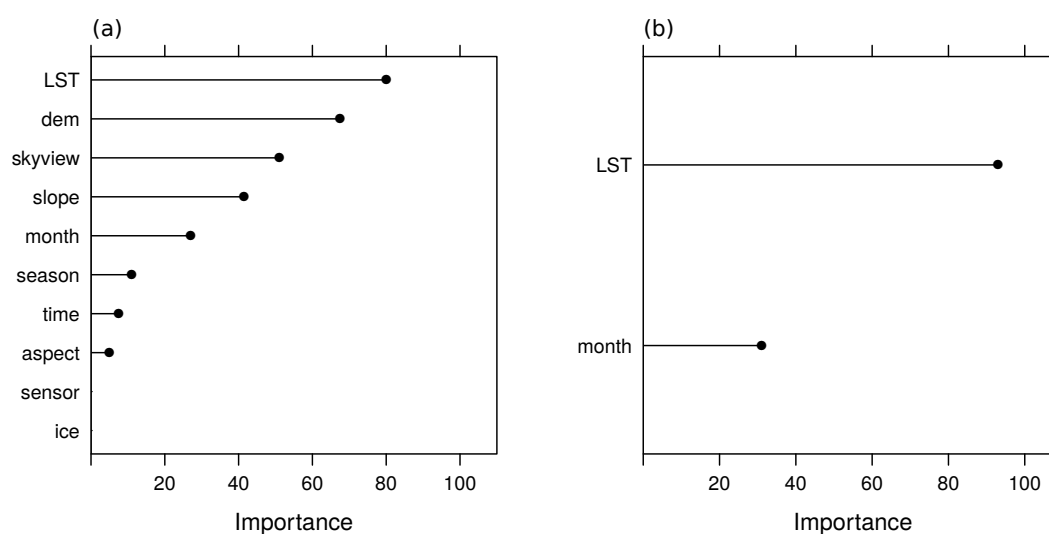 (a)
LST
dem
skyview
slope
month
season
time
aspect
sensor
ice
20 40 60 80 100
Importance
(b)
LST
month
20 40 60 80 100
Importance